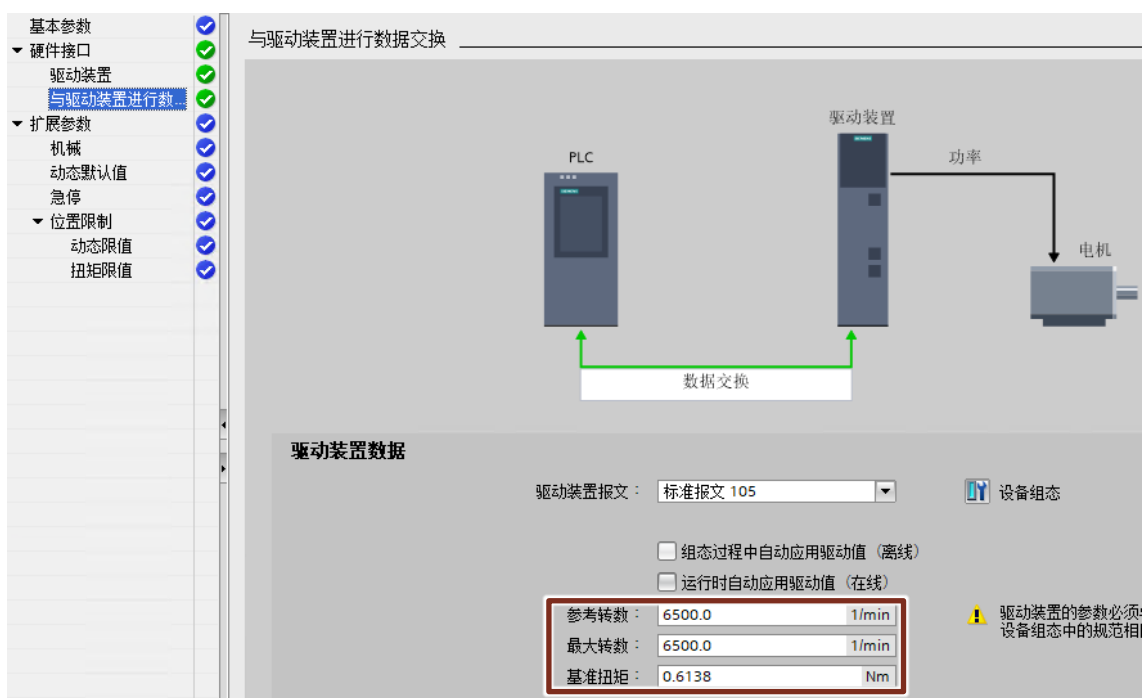 基本参数
硬件接口
驱动装置
与驱动装置进行数...
扩展参数
机械
动态默认值
急停
位置限制
动态限值
扭矩限值
与驱动装置进行数据交换
驱动装置
PLC
功率
电机
数据交换
驱动装置数据
驱动装置报文：
标准报文 105
设备组态
组态过程中自动应用驱动值（离线）
运行时自动应用驱动值（在线）
参考转数： 6500.0 1/min
最大转数： 6500.0 1/min
基准扭矩： 0.6138 Nm
驱动装置的参数必须
设备组态中的规范相